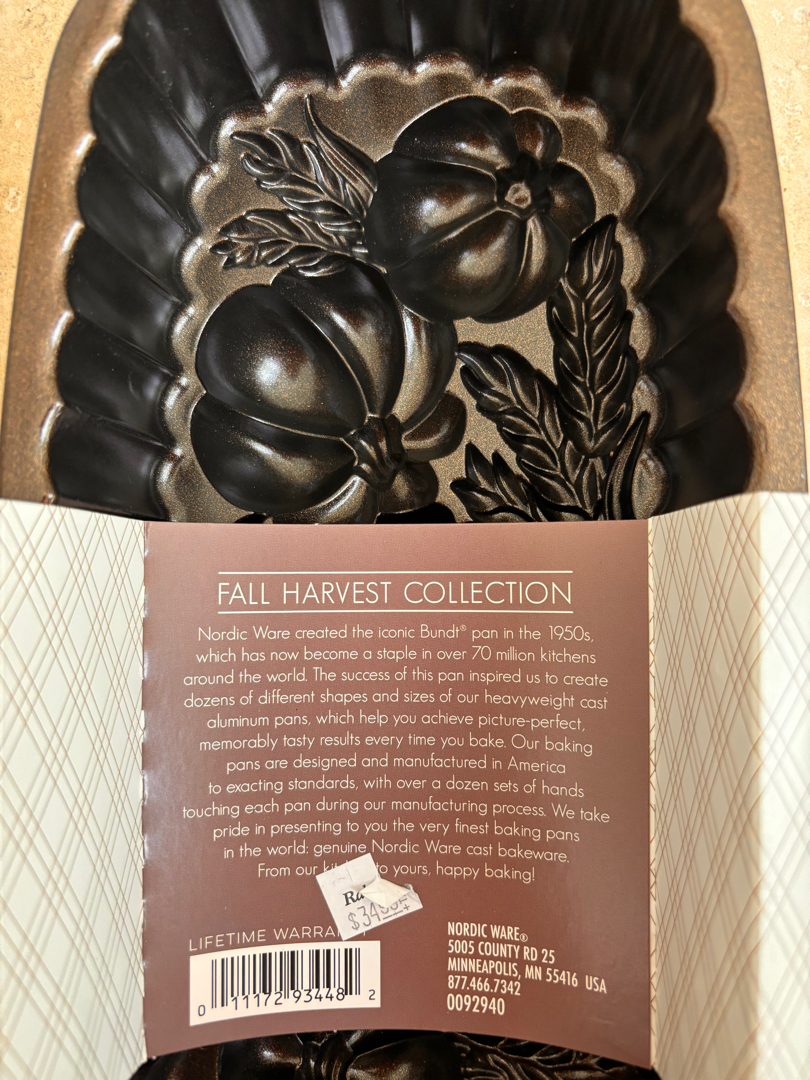 FALL HARVEST COLLECTION
Nordic Ware created the iconic Bundt® pan in the 1950s,
which has now become a staple in over 70 million kitchens
around the world. The success of this pan inspired us to create
dozens of different shapes and sizes of our heavyweight cast
aluminum pans, which help you achieve picture-perfect,
memorably tasty results every time you bake. Our baking
pans are designed and manufactured in America
to exacting standards, with over a dozen sets of hands
touching each pan during our manufacturing process. We take
pride in presenting to you the very finest baking pans
in the world: genuine Nordic Ware cast bakeware.
From our to yours, happy baking!
LIFETIME
0 11172 93448 2
NORDIC WARE®
5005 COUNTY RD 25
MINNEAPOLIS, MN 55416 USA
877.466.7342
0092940